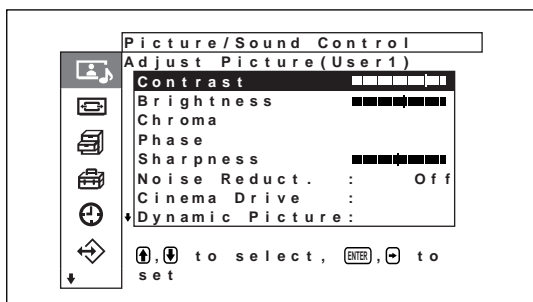 Picture/Sound Control
Adjust Picture(User1)
Contrast
Brightness
Chroma
Phase
Sharpness
Noise Reduct. : Off
Cinema Drive :
Dynamic Picture:
↑,↓ to select, ENTER,→ to
set